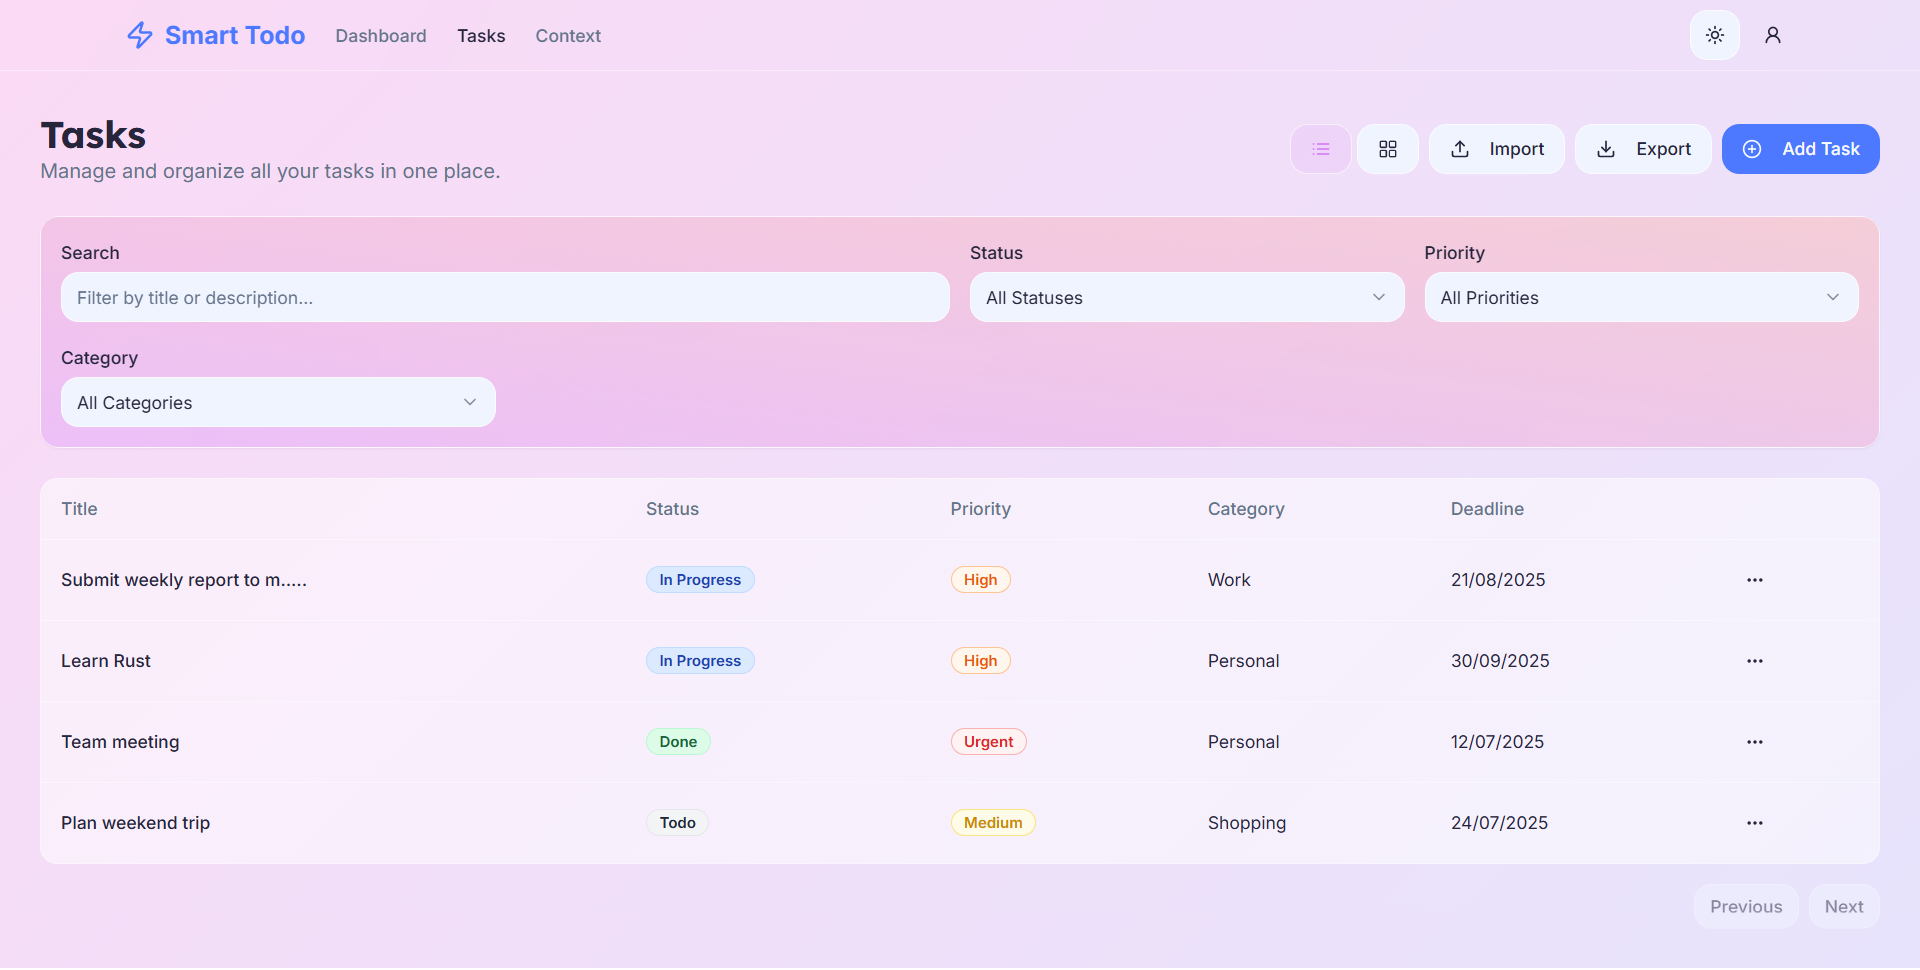 Smart Todo Dashboard Tasks Context
Tasks
Manage and organize all your tasks in one place.
Import Export Add Task
Search Status Priority
Filter by title or description... All Statuses All Priorities
Category
All Categories
Title Status Priority Category Deadline
Submit weekly report to m..... In Progress High Work 21/08/2025
Learn Rust In Progress High Personal 30/09/2025
Team meeting Done Urgent Personal 12/07/2025
Plan weekend trip Todo Medium Shopping 24/07/2025
Previous Next